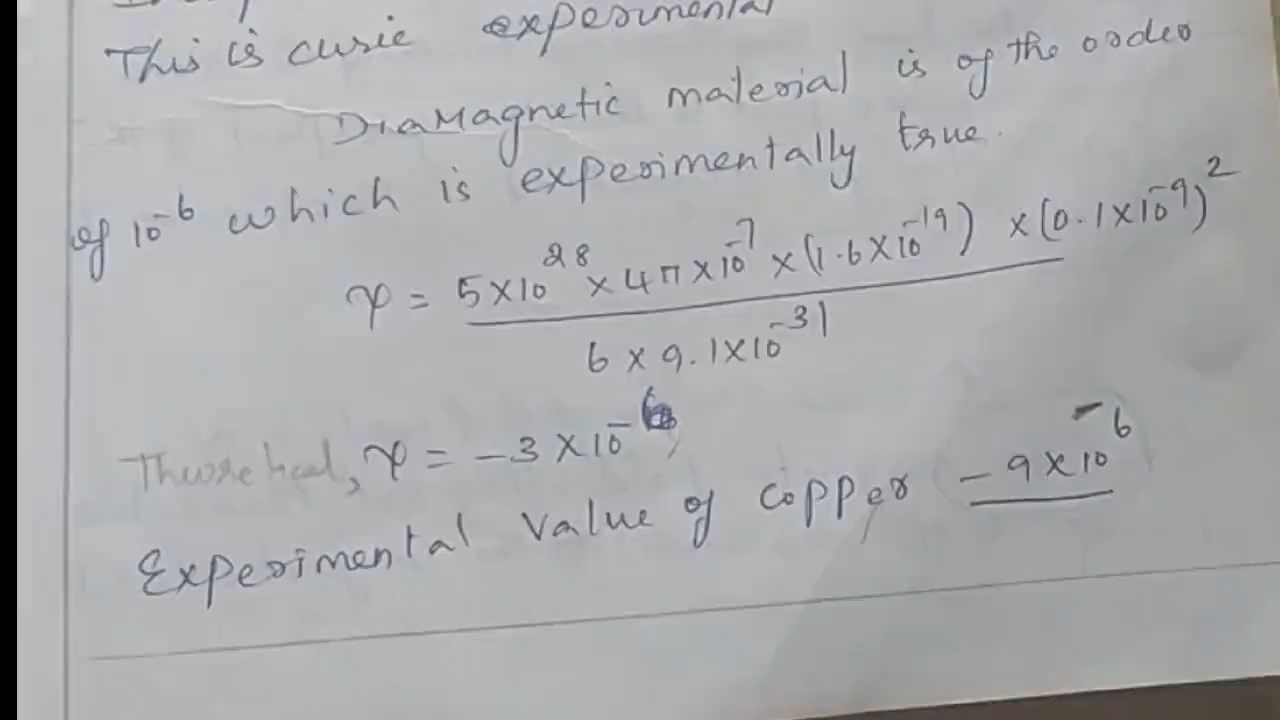 This is curie experimental
DiaMagnetic material is of the order
of 10⁻⁶ which is experimentally true.
χ = 5×10²⁸ × 4π×10⁻⁷ × (1.6×10⁻¹⁹) × (0.1×10⁻⁹)²
6 × 9.1×10⁻³¹
Theoretical, χ = -3 × 10⁻⁶
Experimental value of copper -9×10⁻⁶